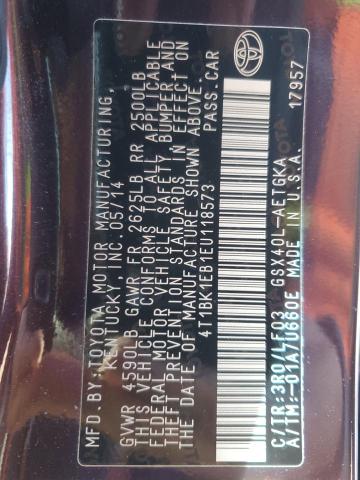 MFD.BY:TOYOTA MOTOR MANUFACTURING,
KENTUCKY, INC. 05/14
GVWR 4590LB GAWR FR 2625LB RR 2500LB
THIS VEHICLE CONFORMS TO ALL APPLICABLE
FEDERAL MOTOR VEHICLE SAFETY, BUMPER, AND
THEFT PREVENTION STANDARDS IN EFFECT ON
THE DATE OF MANUFACTURE SHOWN ABOVE.
4T1BK1EB1EU118573 PASS.CAR
C/TR:3R0/LF03 GSX40L-AETGKA
A/TM:-01A/U660E U.S.A. 17957